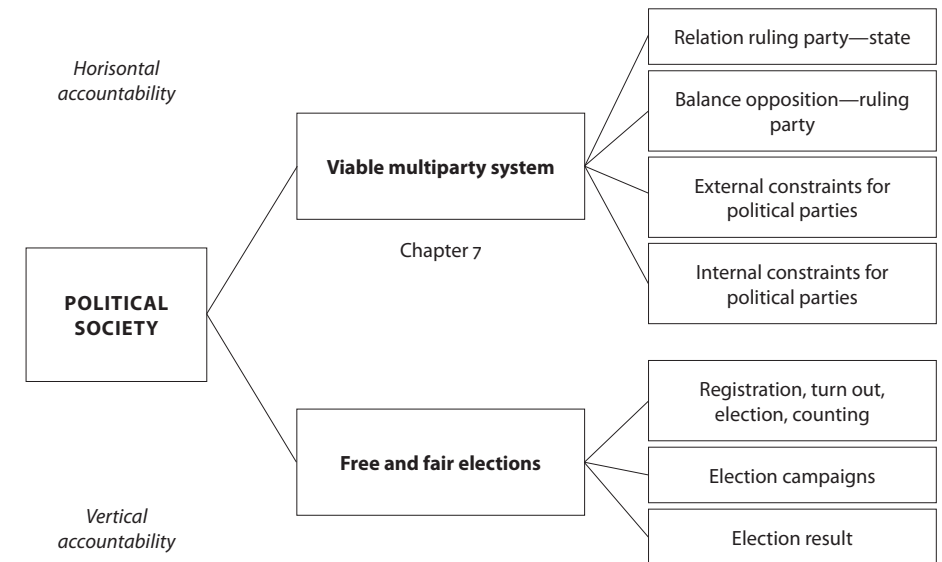 Horisontal
accountability
Relation ruling party—state
Balance opposition—ruling
party
Viable multiparty system
External constraints for
political parties
Chapter 7
Internal constraints for
political parties
POLITICAL
SOCIETY
Registration, turn out,
election, counting
Free and fair elections
Election campaigns
Vertical
accountability
Election result